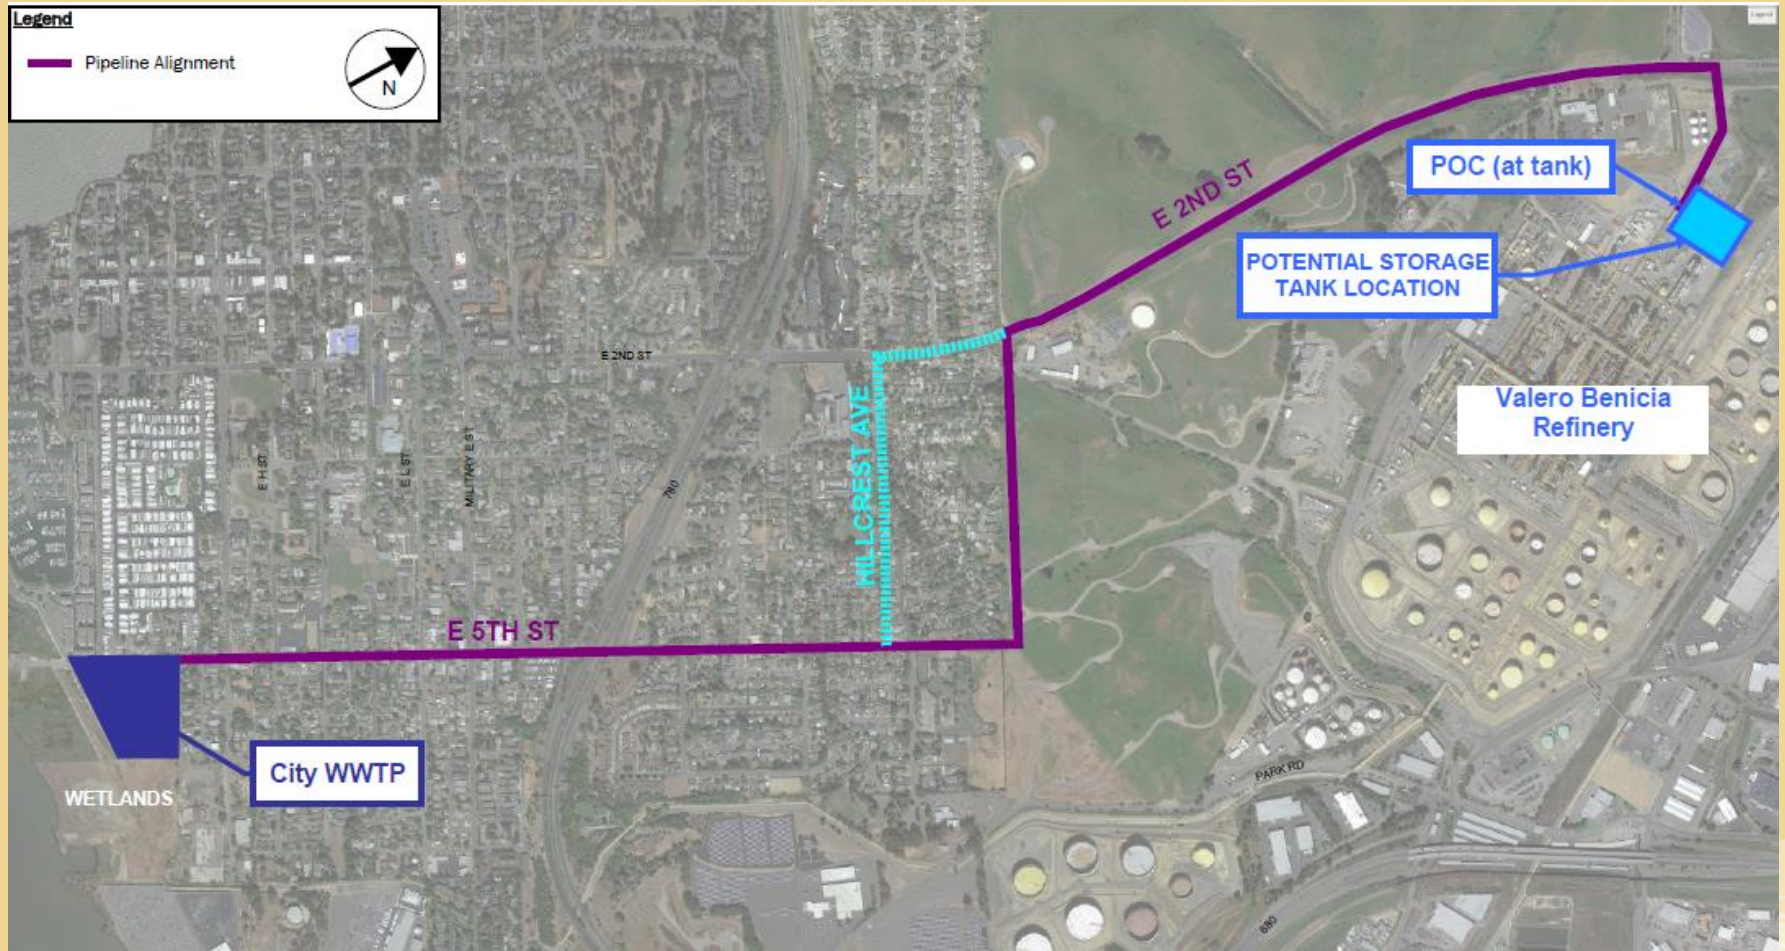 Legend
Pipeline Alignment
N
Legend
POC (at tank)
E 2ND ST
POTENTIAL STORAGE
TANK LOCATION
E 2ND ST
HILLCREST AVE
Valero Benicia
Refinery
E H ST
E L ST
MILITARY E ST
780
E 5TH ST
City WWTP
WETLANDS
PARK RD
680